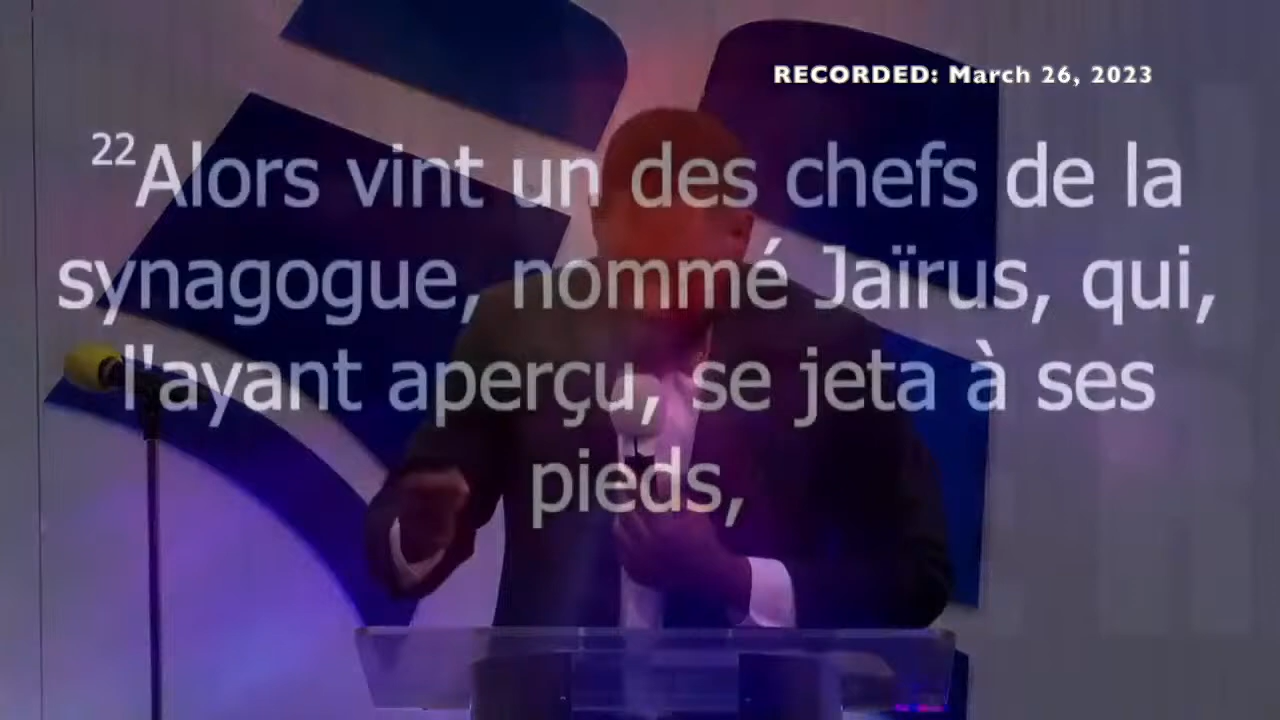 RECORDED: March 26, 2023
22Alors vint un des chefs de la
synagogue, nommé Jaïrus, qui,
l'ayant aperçu, se jeta à ses
pieds,